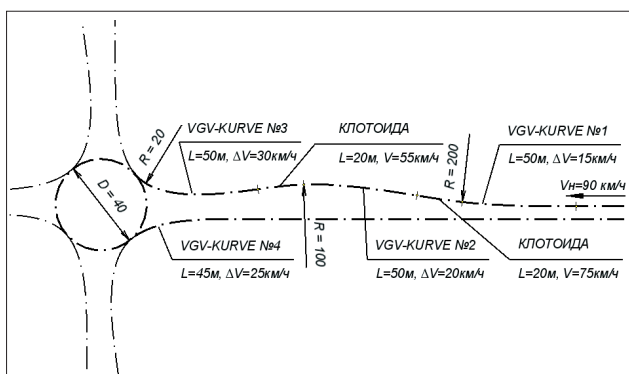 VGV-KURVE №3
L=50м, ΔV=30км/ч
КЛОТОИДА
L=20м, V=55км/ч
VGV-KURVE №1
L=50м, ΔV=15км/ч
Vн=90 км/ч
R = 20
R = 200
D = 40
R = 100
VGV-KURVE №4
L=45м, ΔV=25км/ч
VGV-KURVE №2
L=50м, ΔV=20км/ч
КЛОТОИДА
L=20м, V=75км/ч